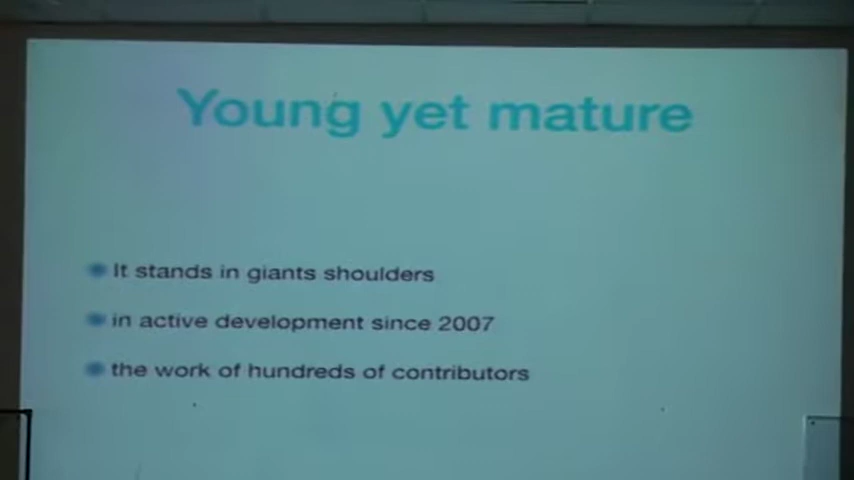 Young yet mature
It stands in giants shoulders
in active development since 2007
the work of hundreds of contributors